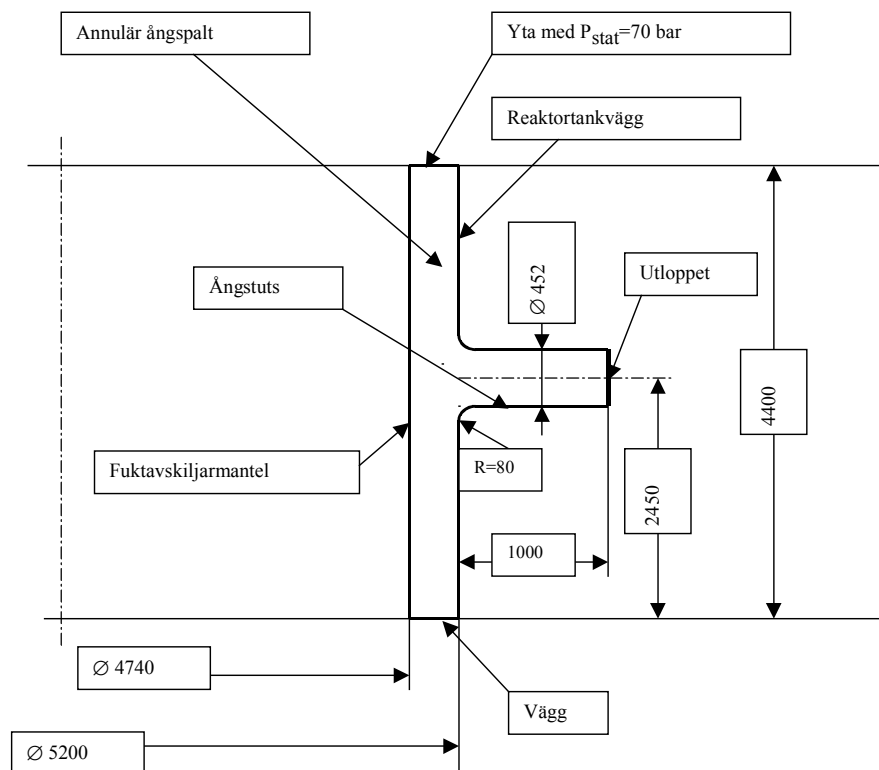 Annulär ångspalt
Yta med Pstat=70 bar
Reaktortankvägg
Ångstuts
∅ 452
Utloppet
4400
Fuktavskiljarmantel
R=80
2450
1000
∅ 4740
Vägg
∅ 5200